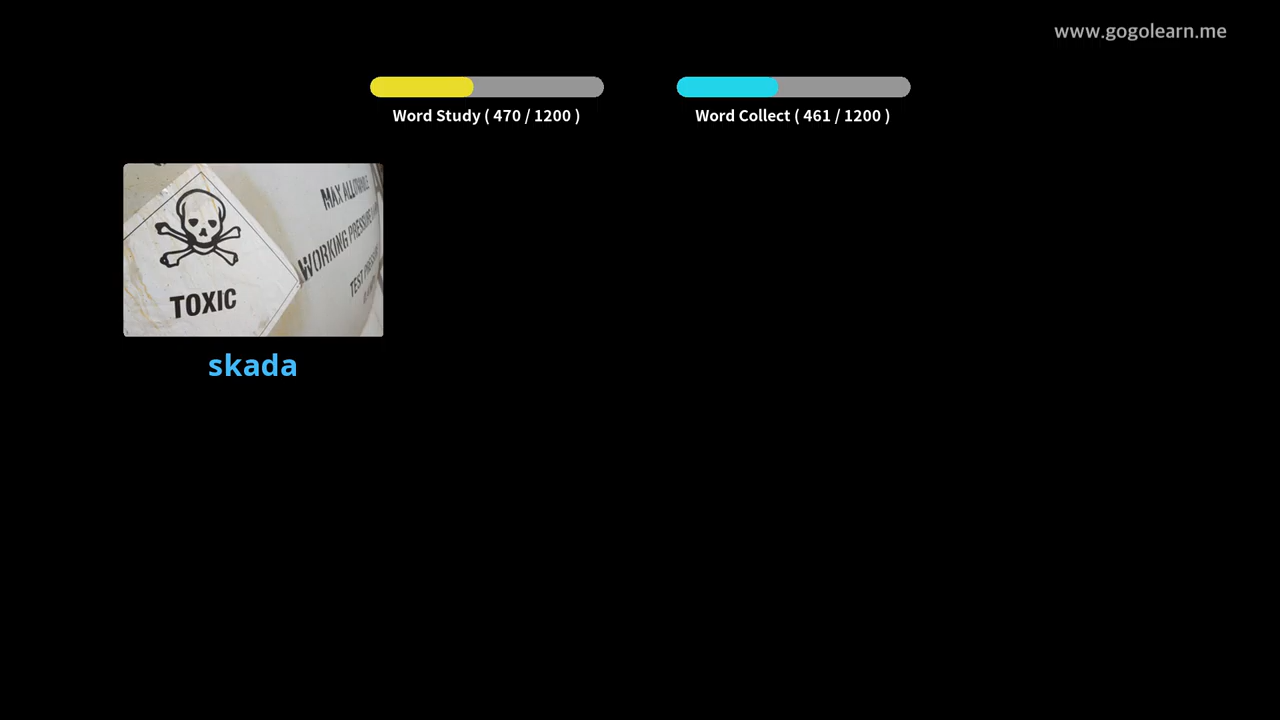 www.gogolearn.me
Word Study ( 470 / 1200 )
Word Collect ( 461 / 1200 )
MAX ALLOWABLE
WORKING PRESSURE
TEST
TOXIC
skada